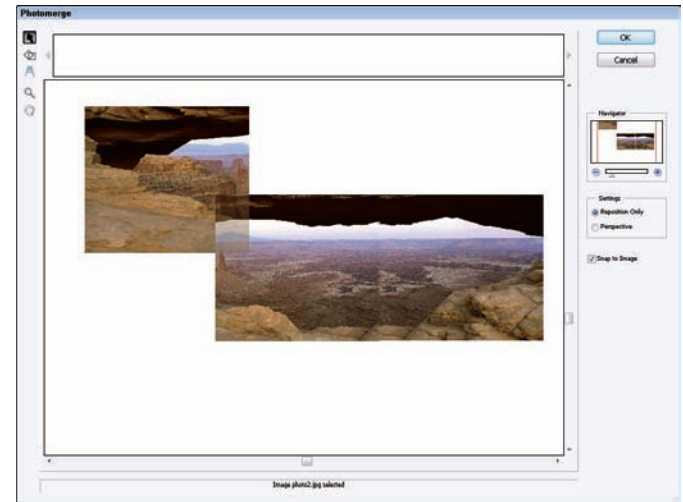 Photomerge
OK
Cancel
Navigator
Settings
Reposition Only
Perspective
Snap to Image
Image photo2.jpg selected